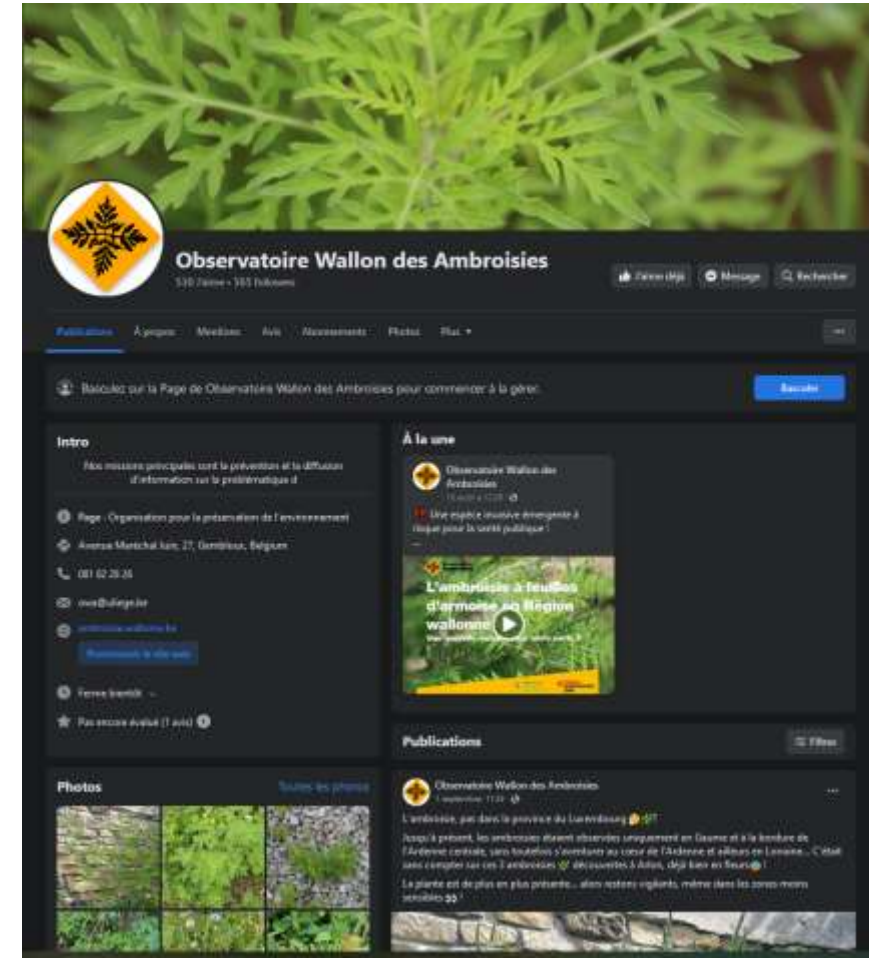 Observatoire Wallon des Ambroisies
530 J'aime • 565 followers
J'aime déjà
Message
Rechercher
Publications
À propos
Mentions
Avis
Abonnements
Photos
Plus
Basculez sur la Page de Observatoire Wallon des Ambroisies pour commencer à la gérer.
Basculer
Intro
Nos missions principales sont la prévention et la diffusion
d'information sur la problématique d
Page · Organisation pour la préservation de l'environnement
Avenue Maréchal Juin, 27, Gembloux, Belgium
owa@uliege.be
Ferme bientôt
Pas encore évalué (1 avis)
Photos
Toutes les photos
À la une
Observatoire Wallon des
Ambroisies
Une espèce invasive émergente à
risque pour la santé publique !
...
L'ambroisie à feuilles
d'armoise en Région
wallonne
Publications
Filtres
Observatoire Wallon des Ambroisies
L'ambroisie, pas dans la province du Luxembourg
Jusqu'à présent, les ambroisies étaient observées uniquement en Gaume et à la bordure de
l'Ardenne centrale, sans toutefois s'aventurer au cœur de l'Ardenne et ailleurs en Lorraine... C'était
sans compter sur ces 3 ambroisies découvertes à Arlon, déjà bien en fleurs !
La plante est de plus en plus présente... alors restons vigilants, même dans les zones moins
sensibles !